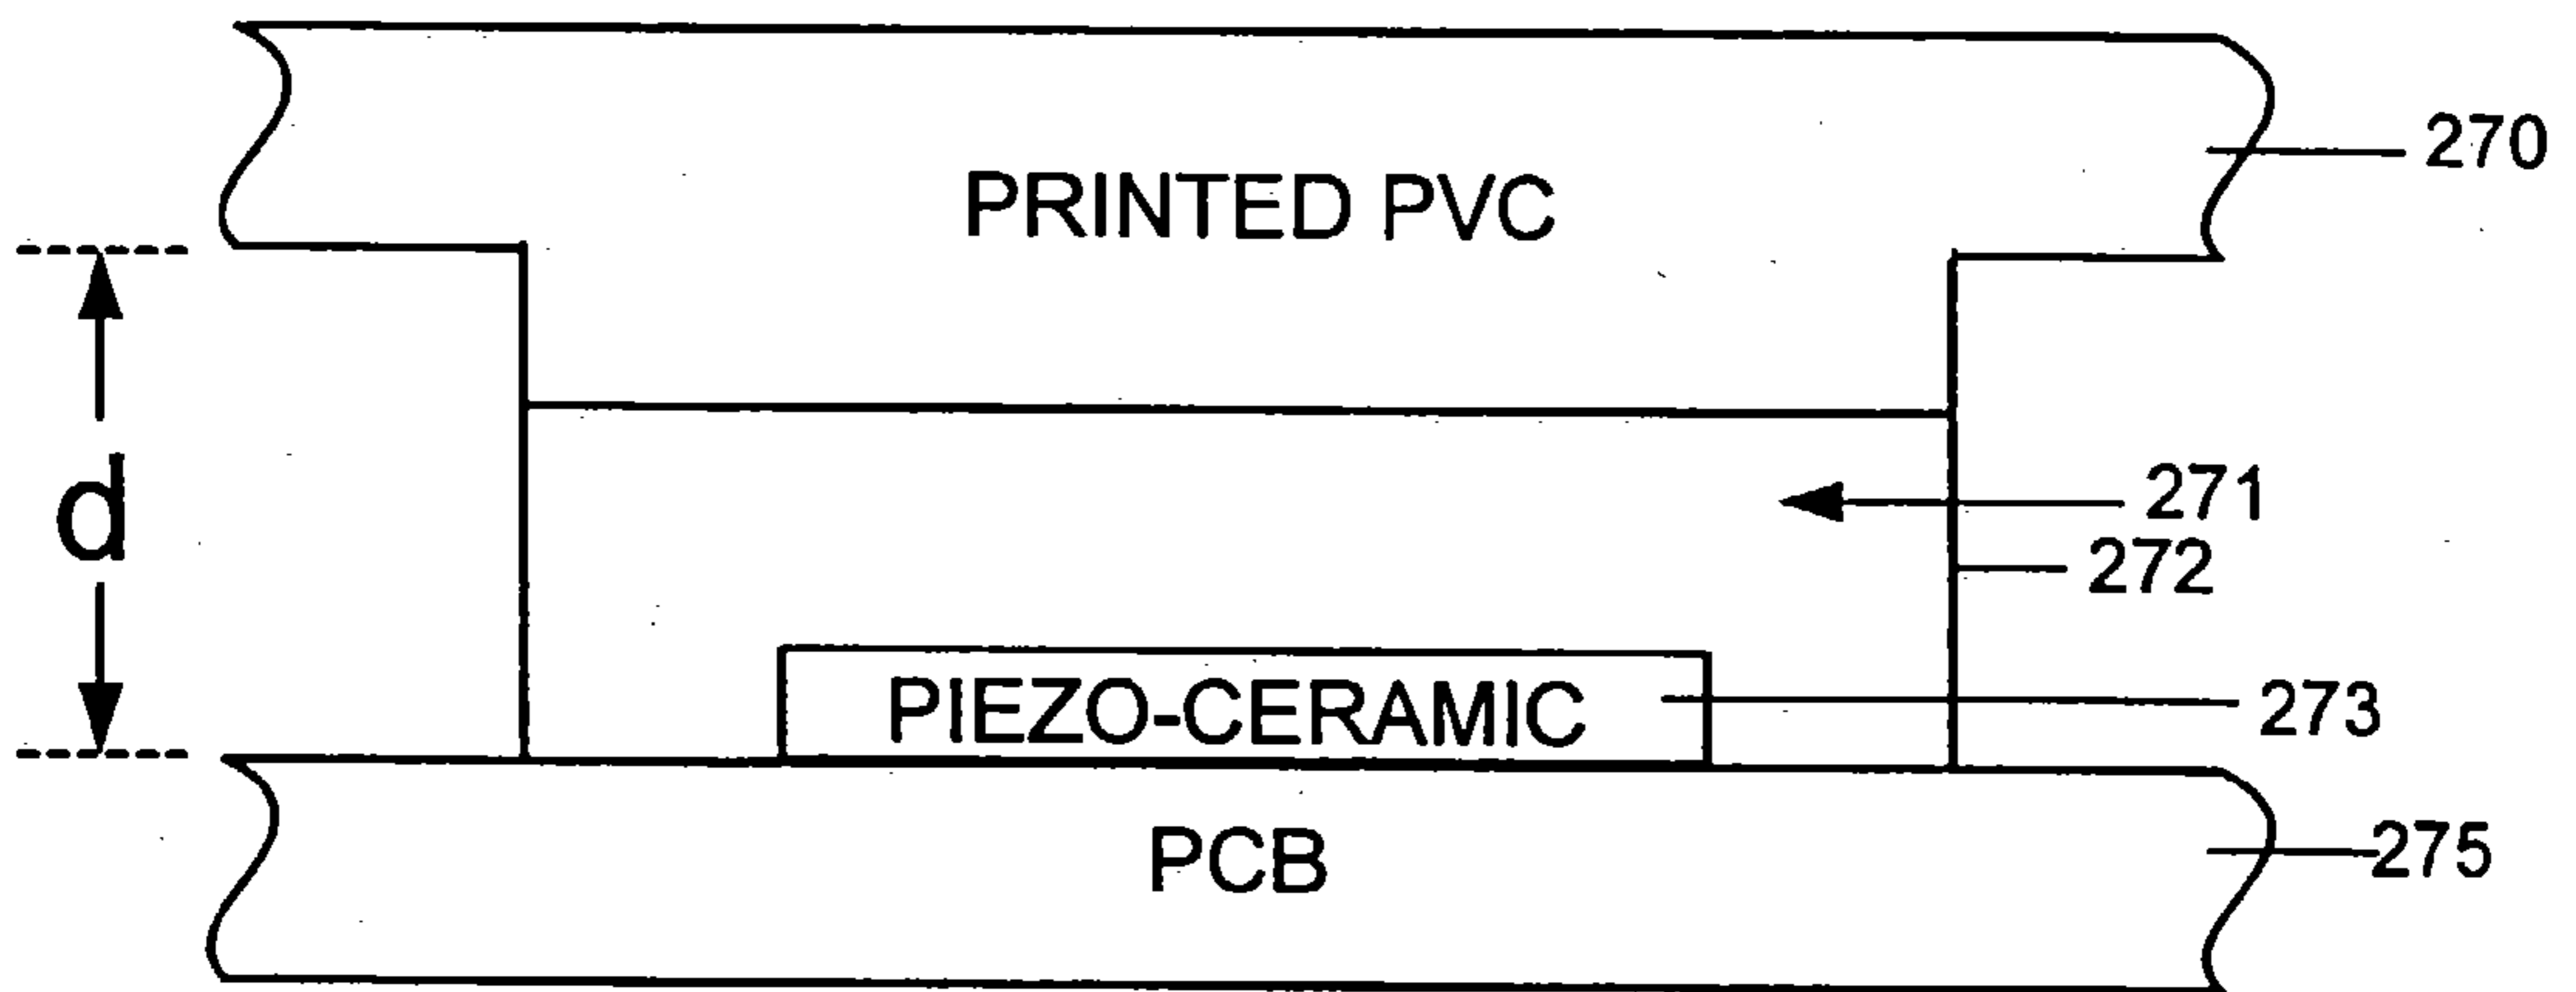 270
PRINTED PVC
d
271
272
PIEZO-CERAMIC
273
PCB
275